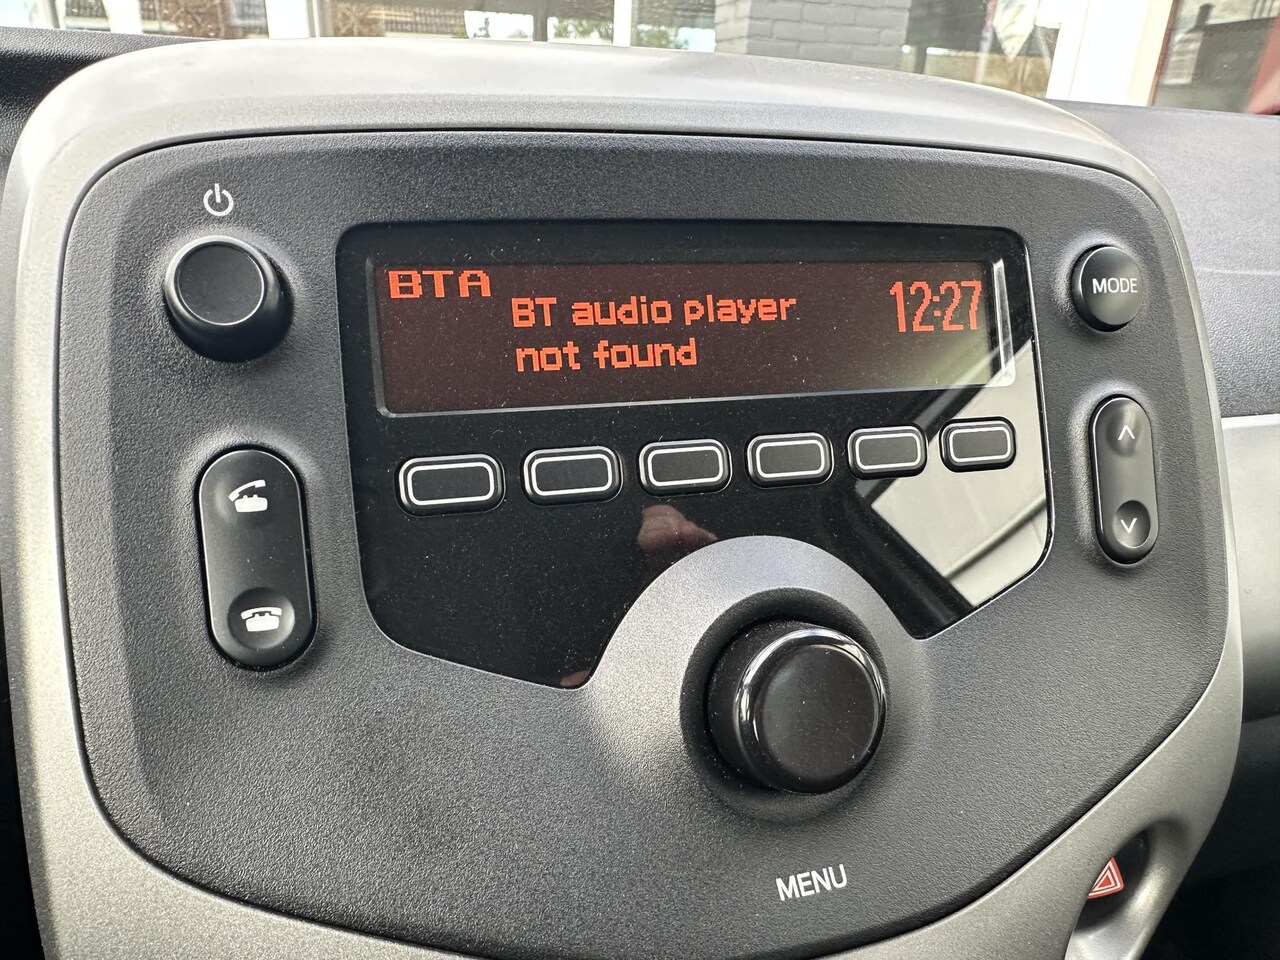 BTA
BT audio player
not found
12:27
MODE
MENU